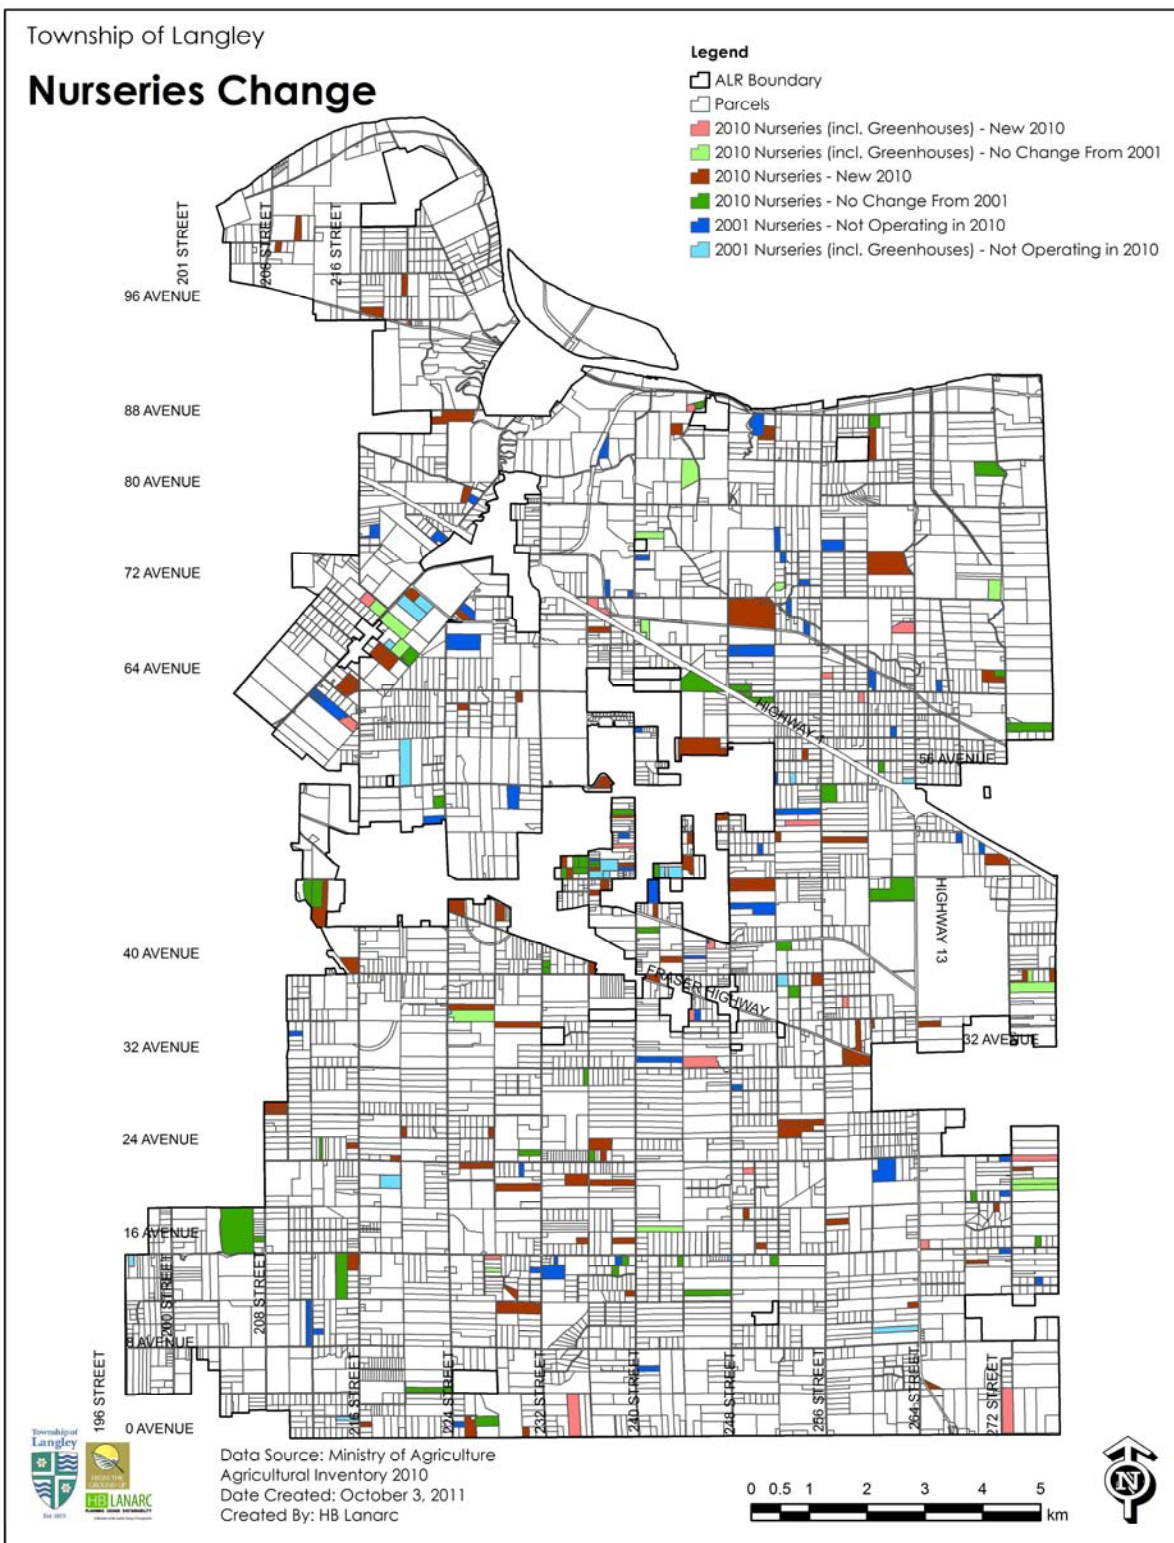 Township of Langley
Nurseries Change
Legend
ALR Boundary
Parcels
2010 Nurseries (incl. Greenhouses) - New 2010
2010 Nurseries (incl. Greenhouses) - No Change From 2001
2010 Nurseries - New 2010
2010 Nurseries - No Change From 2001
2001 Nurseries - Not Operating in 2010
2001 Nurseries (incl. Greenhouses) - Not Operating in 2010
201 STREET
208 STREET
216 STREET
96 AVENUE
88 AVENUE
80 AVENUE
72 AVENUE
64 AVENUE
HIGHWAY 1
56 AVENUE
HIGHWAY 13
40 AVENUE
FRASER HIGHWAY
32 AVENUE
32 AVENUE
24 AVENUE
16 AVENUE
200 STREET
208 STREET
8 AVENUE
196 STREET
216 STREET
224 STREET
232 STREET
240 STREET
248 STREET
256 STREET
264 STREET
272 STREET
0 AVENUE
Township of
Langley
Est. 1873
FROM THE
GROUND UP
HB LANARC
Data Source: Ministry of Agriculture
Agricultural Inventory 2010
Date Created: October 3, 2011
Created By: HB Lanarc
0 0.5 1 2 3 4 5
km
N